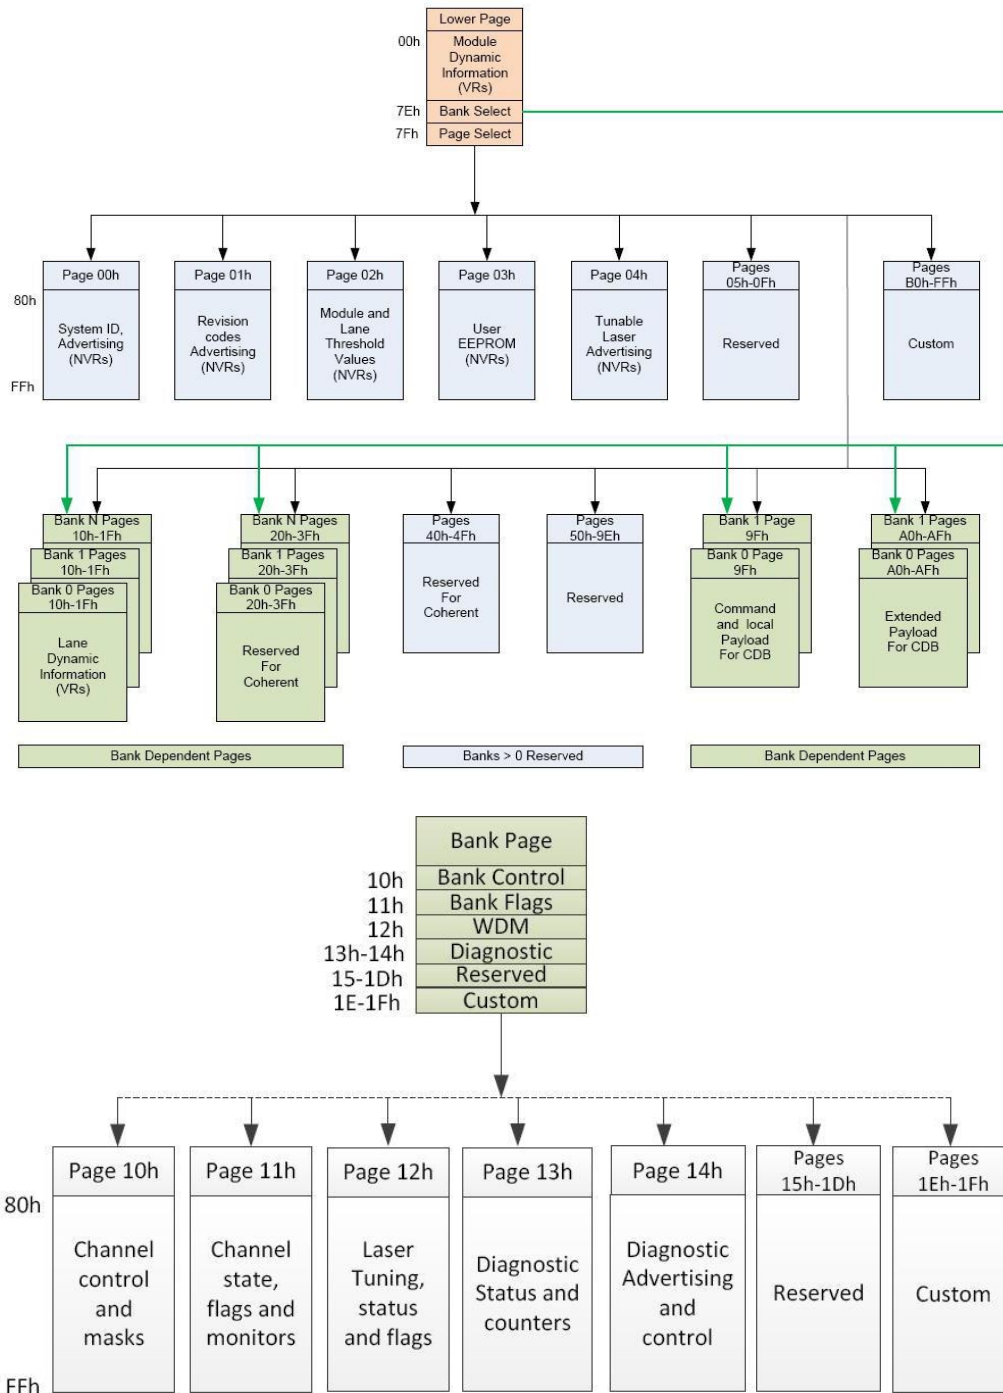 Lower Page
00h
Module
Dynamic
Information
(VRs)
7Eh
Bank Select
7Fh
Page Select
Page 00h
80h
System ID,
Advertising
(NVRs)
FFh
Page 01h
Revision
codes
Advertising
(NVRs)
Page 02h
Module and
Lane
Threshold
Values
(NVRs)
Page 03h
User
EEPROM
(NVRs)
Page 04h
Tunable
Laser
Advertising
(NVRs)
Pages
05h-0Fh
Reserved
Pages
B0h-FFh
Custom
Bank N Pages
10h-1Fh
Bank 1 Pages
10h-1Fh
Bank 0 Pages
10h-1Fh
Lane
Dynamic
Information
(VRs)
Bank N Pages
20h-3Fh
Bank 1 Pages
20h-3Fh
Bank 0 Pages
20h-3Fh
Reserved
For
Coherent
Pages
40h-4Fh
Reserved
For
Coherent
Pages
50h-9Eh
Reserved
Bank 1 Page
9Fh
Bank 0 Page
9Fh
Command
and local
Payload
For CDB
Bank 1 Pages
A0h-AFh
Bank 0 Pages
A0h-AFh
Extended
Payload
For CDB
Bank Dependent Pages
Banks > 0 Reserved
Bank Dependent Pages
Bank Page
10h
Bank Control
11h
Bank Flags
12h
WDM
13h-14h
Diagnostic
15-1Dh
Reserved
1E-1Fh
Custom
Page 10h
80h
Channel
control
and
masks
FFh
Page 11h
Channel
state,
flags and
monitors
Page 12h
Laser
Tuning,
status
and flags
Page 13h
Diagnostic
Status and
counters
Page 14h
Diagnostic
Advertising
and
control
Pages
15h-1Dh
Reserved
Pages
1Eh-1Fh
Custom